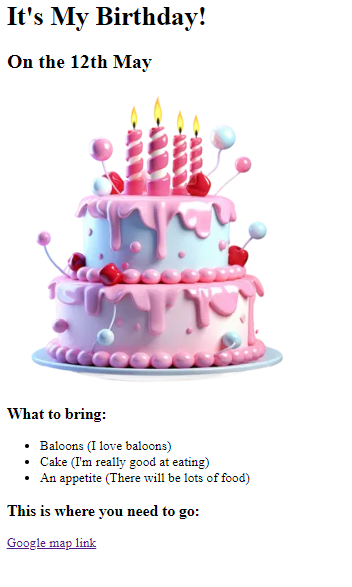 It's My Birthday!
On the 12th May
What to bring:
Baloons (I love baloons)
Cake (I'm really good at eating)
An appetite (There will be lots of food)
This is where you need to go:
Google map link